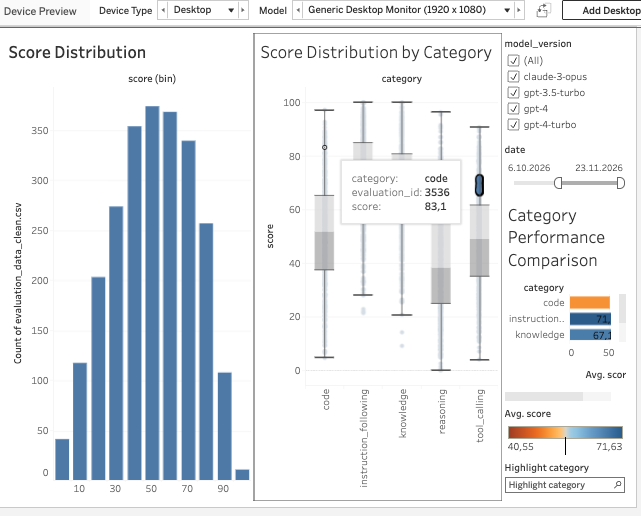 Device Preview
Device Type
Desktop
Model
Generic Desktop Monitor (1920 x 1080)
Add Desktop
Score Distribution
score (bin)
Count of evaluation_data_clean.csv
350
300
250
200
150
100
50
0
10
30
50
70
90
Score Distribution by Category
category
score
100
80
60
40
20
0
category: code
evaluation_id: 3536
score: 83,1
code
instruction_following
knowledge
reasoning
tool_calling
model_version
(All)
claude-3-opus
gpt-3.5-turbo
gpt-4
gpt-4-turbo
date
6.10.2026
23.11.2026
Category
Performance
Comparison
category
code
instruction..
71,
knowledge
67,1
0
50
Avg. scor
Avg. score
40,55
71,63
Highlight category
Highlight category